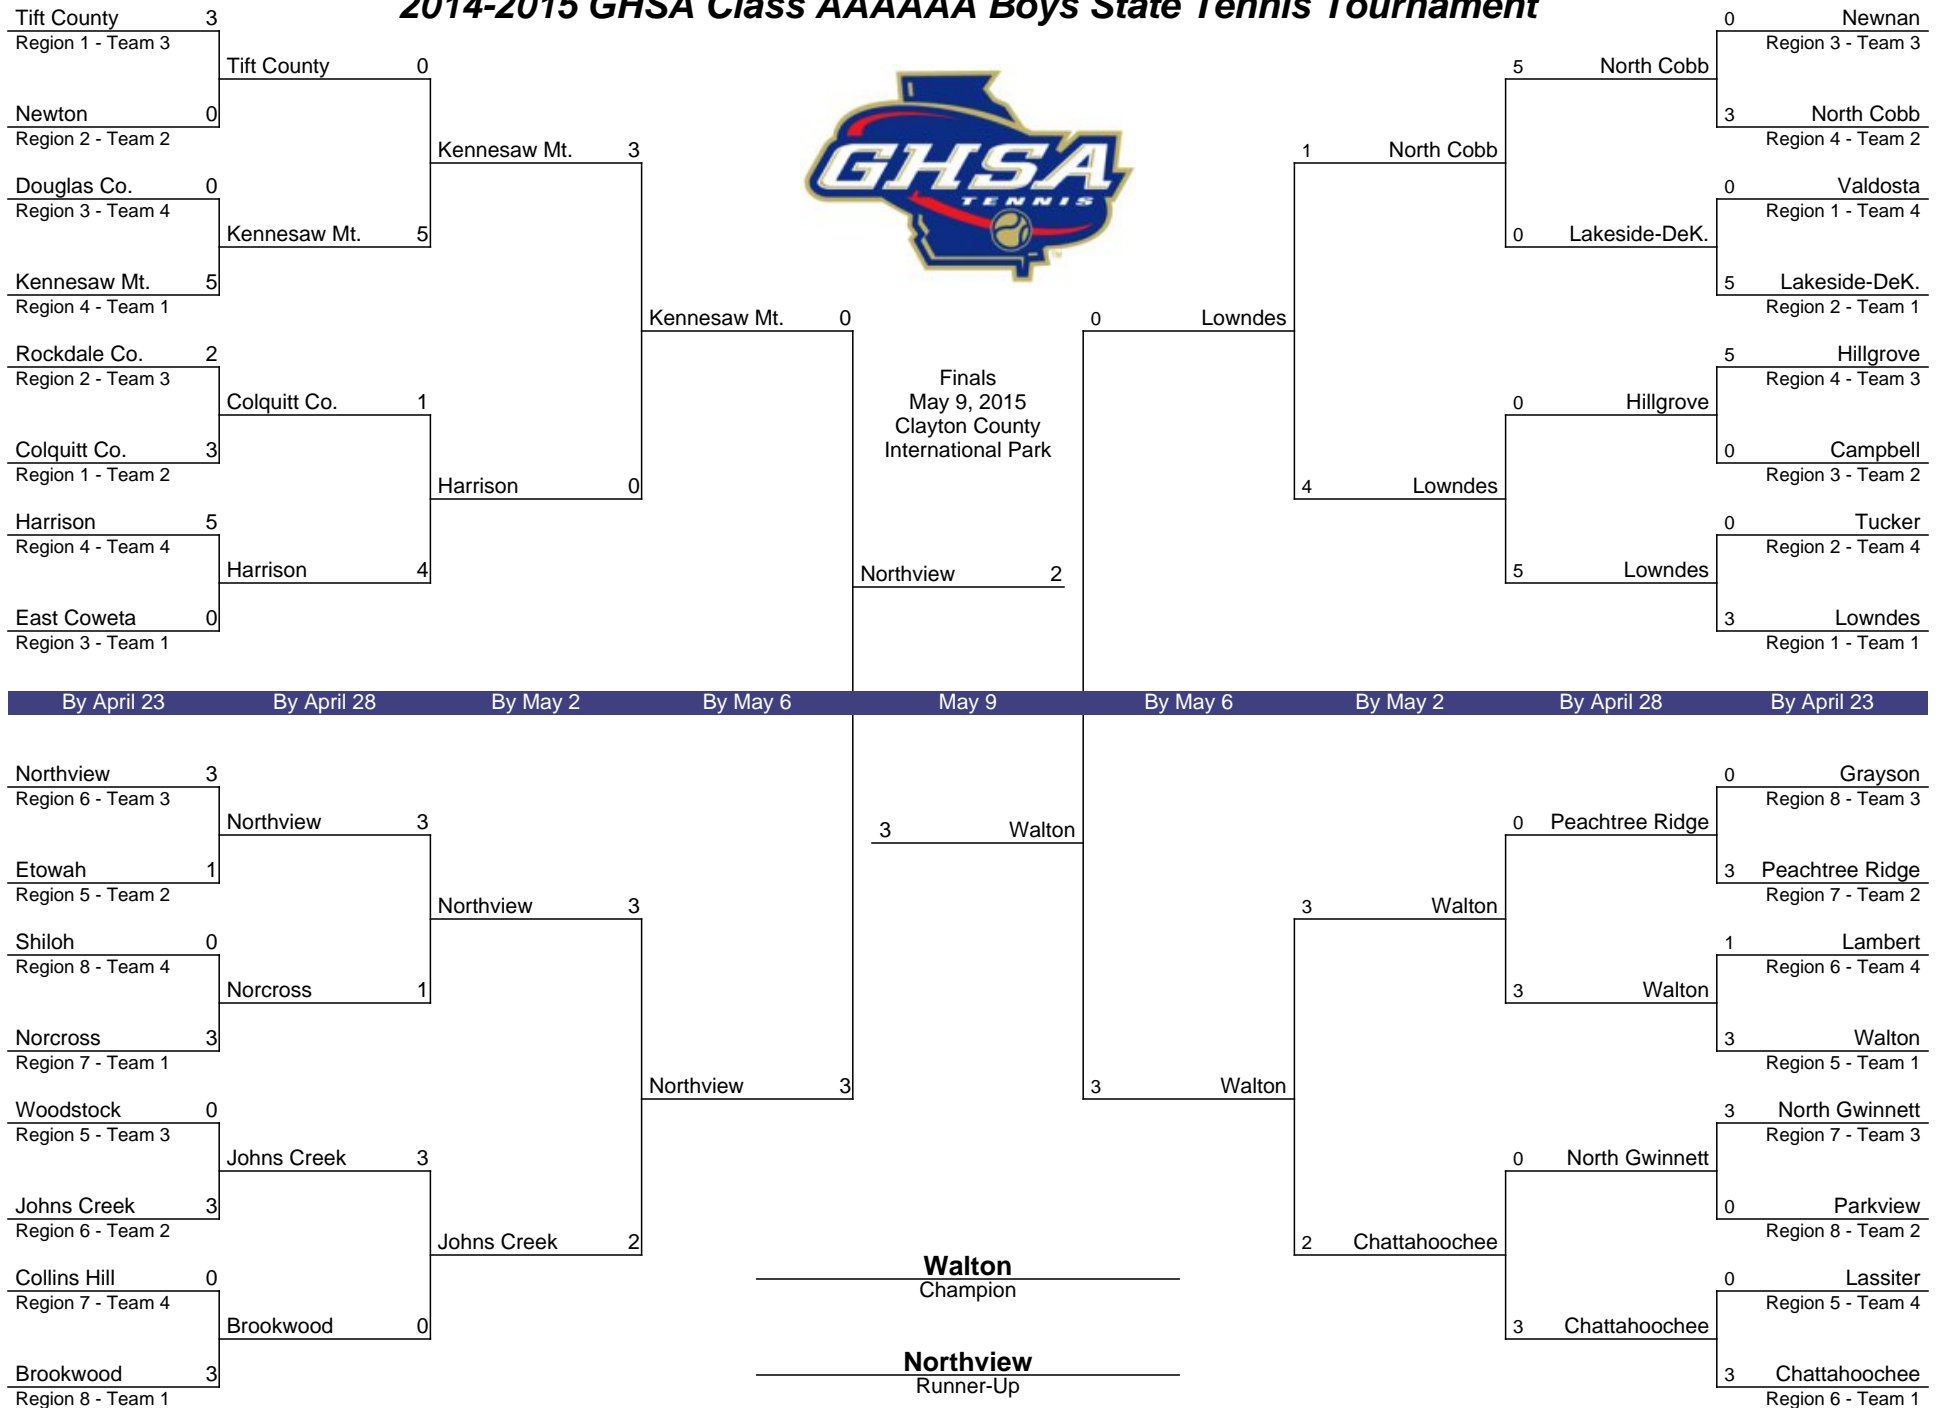 2014-2015 GHSA Class AAAAAA Boys State Tennis Tournament
Tift County 3
Region 1 - Team 3
Newton 0
Region 2 - Team 2
Douglas Co. 0
Region 3 - Team 4
Kennesaw Mt. 5
Region 4 - Team 1
Rockdale Co. 2
Region 2 - Team 3
Colquitt Co. 3
Region 1 - Team 2
Harrison 5
Region 4 - Team 4
East Coweta 0
Region 3 - Team 1
Tift County 0
Kennesaw Mt. 5
Colquitt Co. 1
Harrison 4
Kennesaw Mt. 3
Harrison 0
Kennesaw Mt. 0
GHSA
TENNIS
TM
Finals
May 9, 2015
Clayton County
International Park
Northview 2
0 Lowndes
1 North Cobb
4 Lowndes
5 North Cobb
0 Lakeside-DeK.
0 Hillgrove
5 Lowndes
0 Newnan
Region 3 - Team 3
3 North Cobb
Region 4 - Team 2
0 Valdosta
Region 1 - Team 4
5 Lakeside-DeK.
Region 2 - Team 1
5 Hillgrove
Region 4 - Team 3
0 Campbell
Region 3 - Team 2
0 Tucker
Region 2 - Team 4
3 Lowndes
Region 1 - Team 1
By April 23 By April 28 By May 2 By May 6 May 9 By May 6 By May 2 By April 28 By April 23
Northview 3
Region 6 - Team 3
Etowah 1
Region 5 - Team 2
Shiloh 0
Region 8 - Team 4
Norcross 3
Region 7 - Team 1
Woodstock 0
Region 5 - Team 3
Johns Creek 3
Region 6 - Team 2
Collins Hill 0
Region 7 - Team 4
Brookwood 3
Region 8 - Team 1
Northview 3
Norcross 1
Johns Creek 3
Brookwood 0
Northview 3
Johns Creek 2
Northview 3
3 Walton
Walton
Champion
Northview
Runner-Up
3 Walton
3 Walton
2 Chattahoochee
0 Peachtree Ridge
3 Walton
0 North Gwinnett
3 Chattahoochee
0 Grayson
Region 8 - Team 3
3 Peachtree Ridge
Region 7 - Team 2
1 Lambert
Region 6 - Team 4
3 Walton
Region 5 - Team 1
3 North Gwinnett
Region 7 - Team 3
0 Parkview
Region 8 - Team 2
0 Lassiter
Region 5 - Team 4
3 Chattahoochee
Region 6 - Team 1